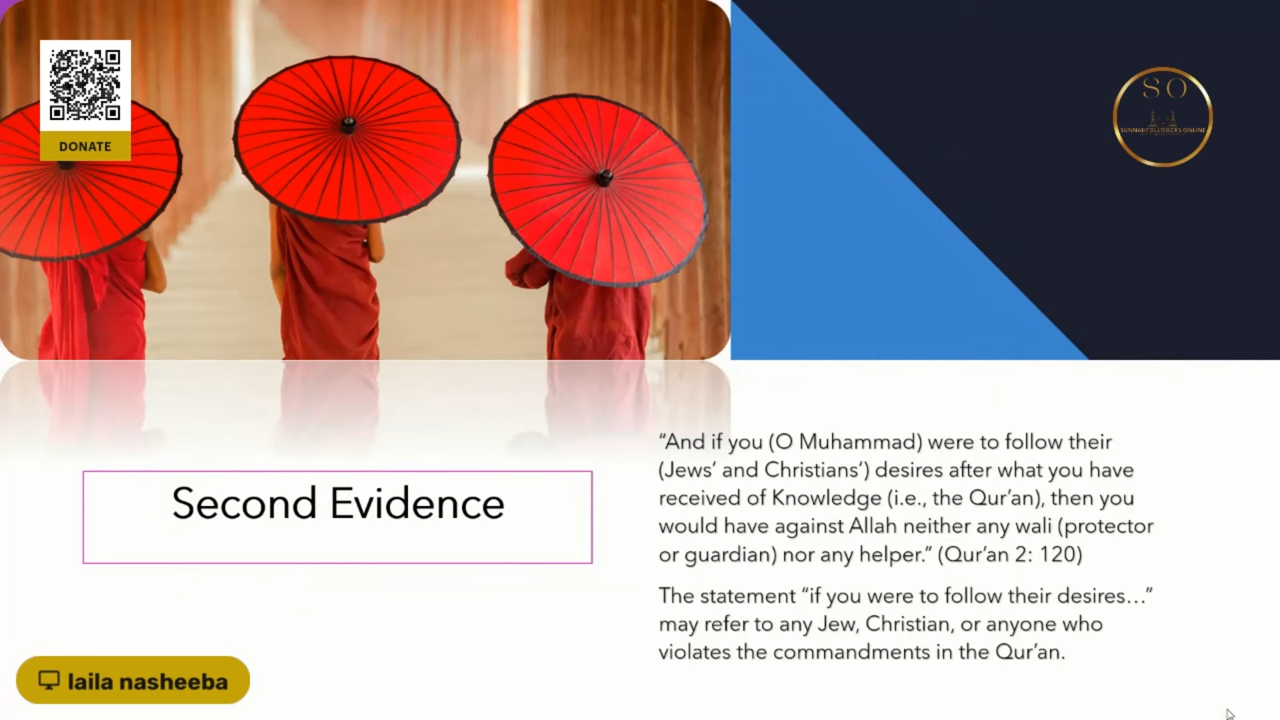 DONATE
SO
SUNNAHFOLLOWERS ONLINE
Second Evidence
“And if you (O Muhammad) were to follow their
(Jews’ and Christians’) desires after what you have
received of Knowledge (i.e., the Qur’an), then you
would have against Allah neither any wali (protector
or guardian) nor any helper.” (Qur’an 2: 120)
The statement “if you were to follow their desires…”
may refer to any Jew, Christian, or anyone who
violates the commandments in the Qur’an.
laila nasheeba